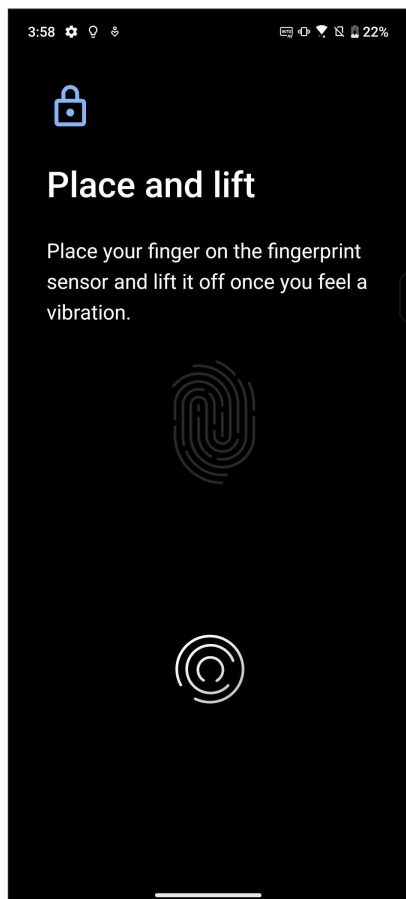 3:58 22%
Place and lift
Place your finger on the fingerprint
sensor and lift it off once you feel a
vibration.